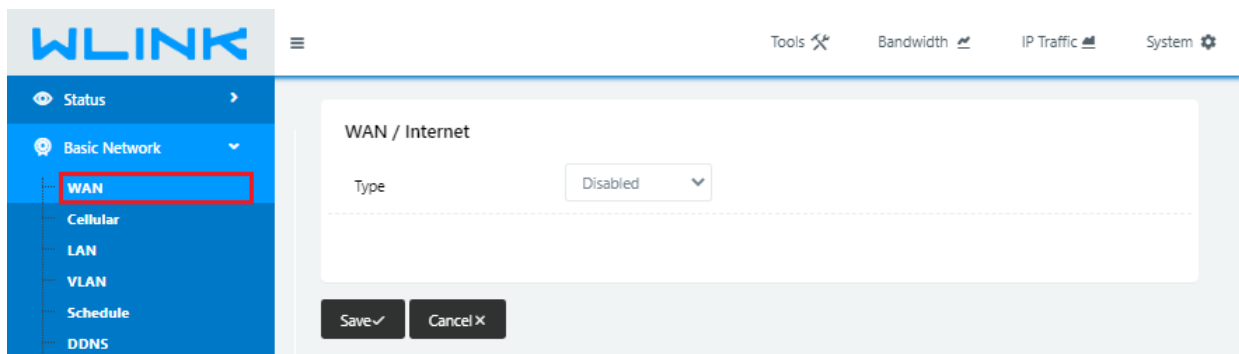 WLINK
Tools
Bandwidth
IP Traffic
System
Status
Basic Network
WAN
Cellular
LAN
VLAN
Schedule
DDNS
WAN / Internet
Type
Disabled
Save
Cancel